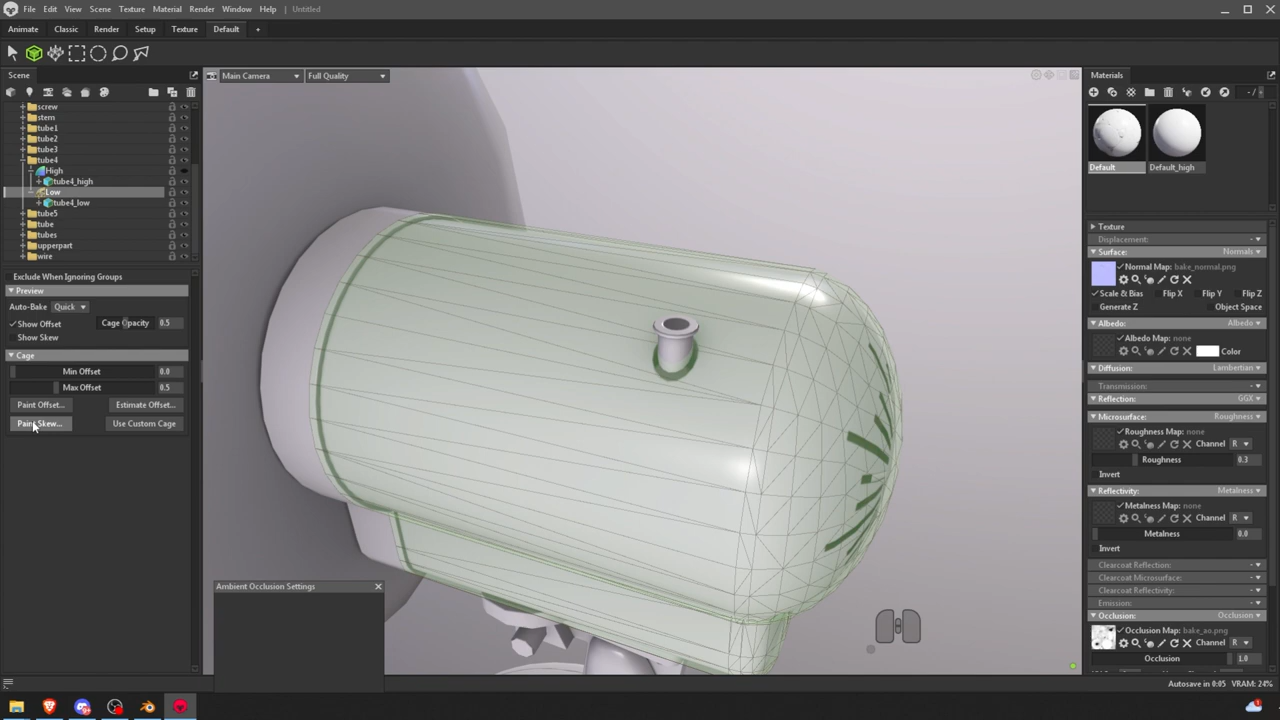 File Edit View Scene Texture Material Render Window Help Untitled
Animate Classic Render Setup Texture Default +
Scene
screw
stem
tube1
tube2
tube3
tube4
High
tube4_high
Low
tube4_low
tube5
tube
tubes
upperpart
wire
Exclude When Ignoring Groups
Preview
Auto-Bake Quick
Show Offset Cage Opacity 0.5
Show Skew
Cage
Min Offset 0.0
Max Offset 0.5
Paint Offset... Estimate Offset...
Paint Skew... Use Custom Cage
Main Camera Full Quality
Ambient Occlusion Settings
Materials
- /
Default Default_high
Texture
Displacement: -
Surface: Normals
Normal Map: bake_normal.png
Scale & Bias Flip X Flip Y Flip Z
Generate Z Object Space
Albedo: Albedo
Albedo Map: none
Color
Diffusion: Lambertian
Transmission: -
Reflection: GGX
Microsurface: Roughness
Roughness Map: none
Channel R
Roughness 0.3
Invert
Reflectivity: Metalness
Metalness Map: none
Channel R
Metalness 0.0
Invert
Clearcoat Reflection: -
Clearcoat Microsurface: -
Clearcoat Reflectivity: -
Emission: -
Occlusion: Occlusion
Occlusion Map: bake_ao.png
Channel R
Occlusion 1.0
Autosave in 0:05 VRAM: 24%